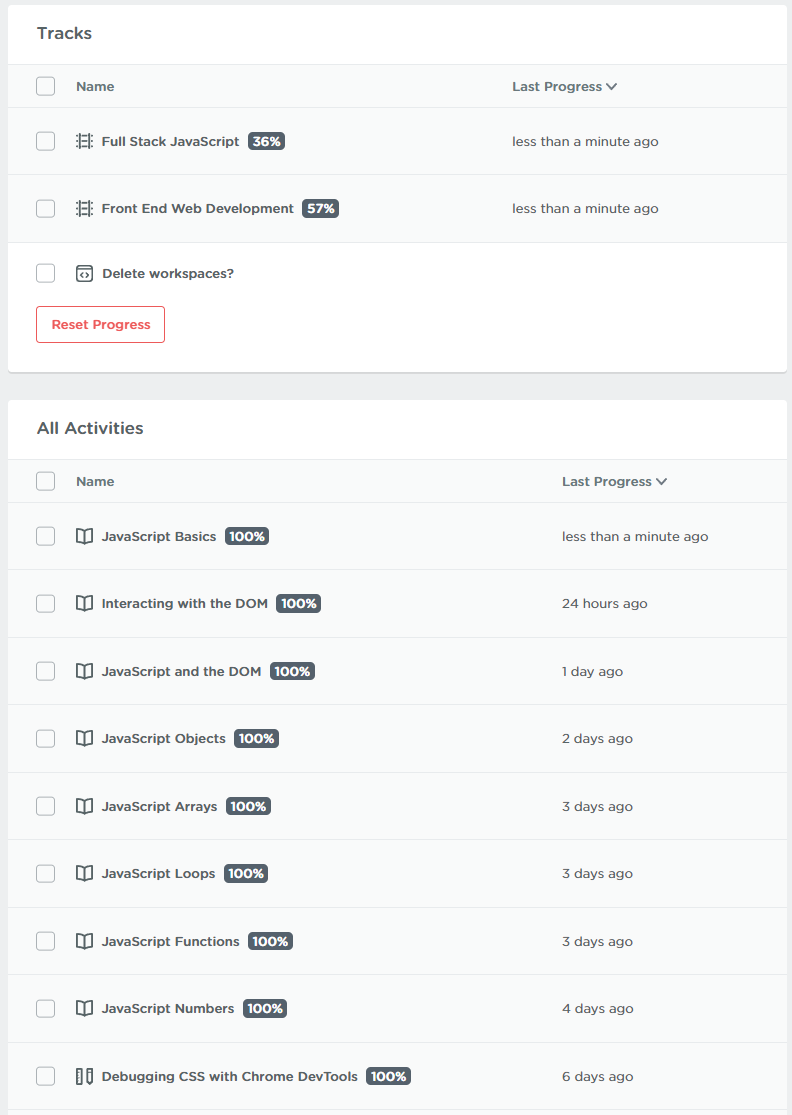 Tracks
Name Last Progress
Full Stack JavaScript 36% less than a minute ago
Front End Web Development 57% less than a minute ago
Delete workspaces?
Reset Progress
All Activities
Name Last Progress
JavaScript Basics 100% less than a minute ago
Interacting with the DOM 100% 24 hours ago
JavaScript and the DOM 100% 1 day ago
JavaScript Objects 100% 2 days ago
JavaScript Arrays 100% 3 days ago
JavaScript Loops 100% 3 days ago
JavaScript Functions 100% 3 days ago
JavaScript Numbers 100% 4 days ago
Debugging CSS with Chrome DevTools 100% 6 days ago